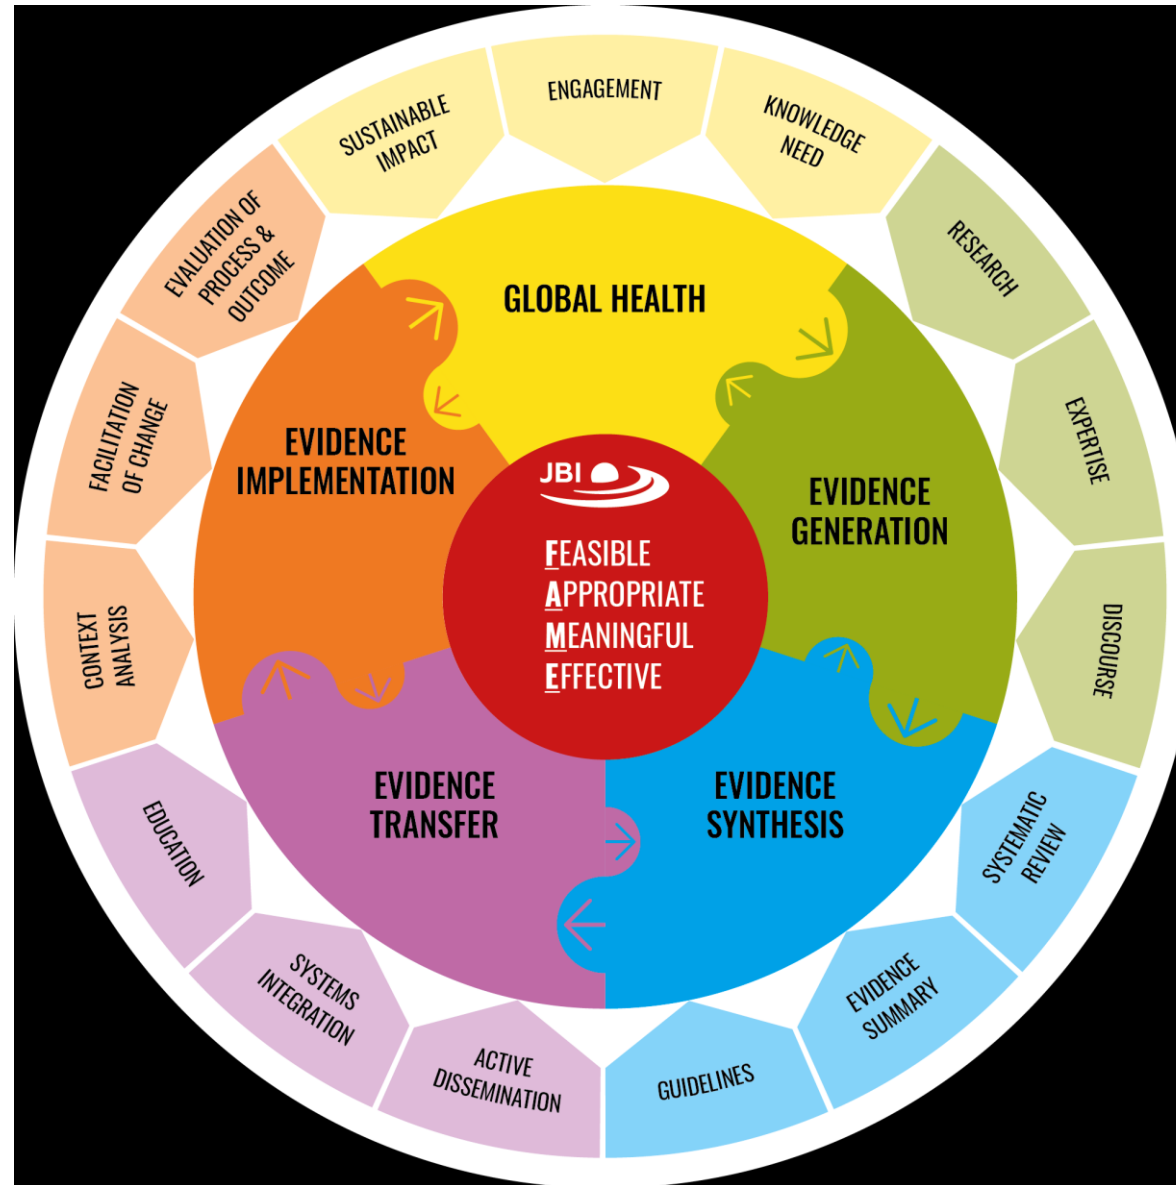 ENGAGEMENT
KNOWLEDGE
NEED
RESEARCH
EXPERTISE
DISCOURSE
SYSTEMATIC
REVIEW
EVIDENCE
SUMMARY
GUIDELINES
ACTIVE
DISSEMINATION
SYSTEMS
INTEGRATION
EDUCATION
CONTEXT
ANALYSIS
FACILITATION
OF CHANGE
EVALUATION OF
PROCESS &
OUTCOME
SUSTAINABLE
IMPACT
GLOBAL HEALTH
EVIDENCE
GENERATION
EVIDENCE
SYNTHESIS
EVIDENCE
TRANSFER
EVIDENCE
IMPLEMENTATION
JBI
FEASIBLE
APPROPRIATE
MEANINGFUL
EFFECTIVE